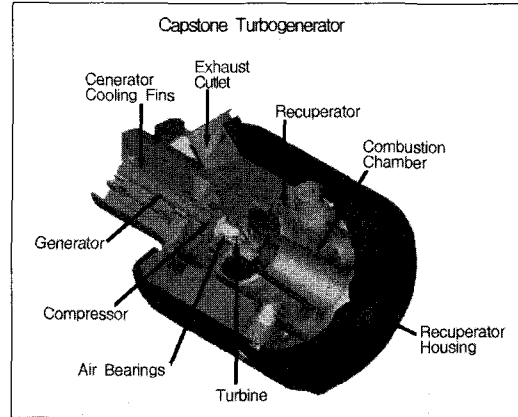 Capstone Turbogenerator
Cenerator
Cooling Fins
Exhaust
Cutlet
Recuperator
Combustion
Chamber
Generator
Compressor
Air Bearings
Turbine
Recuperator
Housing